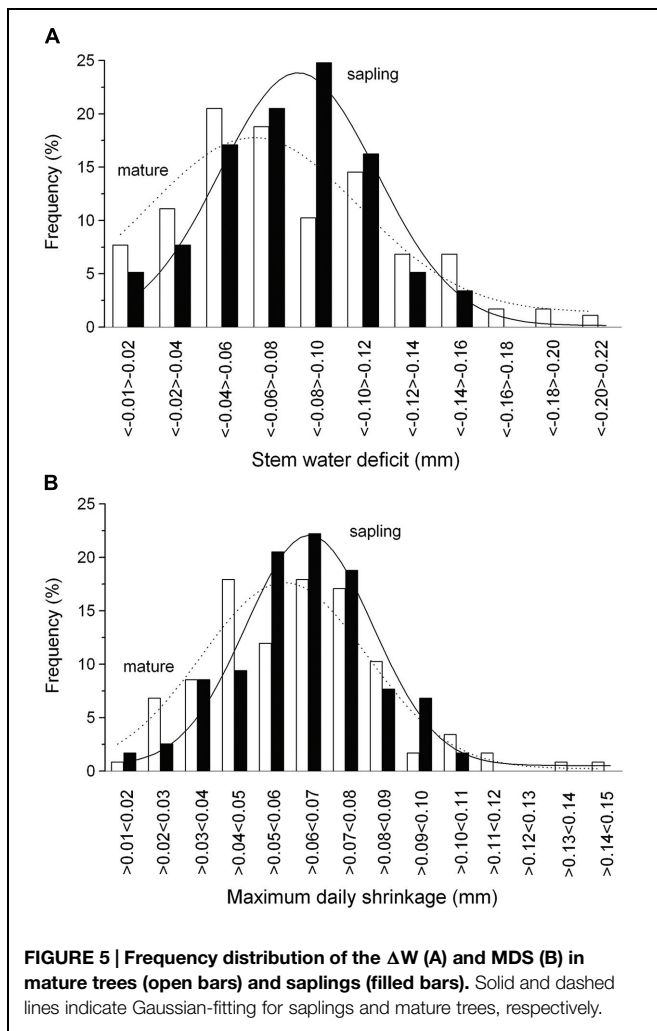 A
25
20
15
10
5
0
Frequency (%)
mature
sapling
<-0.01>-0.02
<-0.02>-0.04
<-0.04>-0.06
<-0.06>-0.08
<-0.08>-0.10
<-0.10>-0.12
<-0.12>-0.14
<-0.14>-0.16
<-0.16>-0.18
<-0.18>-0.20
<-0.20>-0.22
Stem water deficit (mm)
B
25
20
15
10
5
0
Frequency (%)
mature
sapling
>0.01<0.02
>0.02<0.03
>0.03<0.04
>0.04<0.05
>0.05<0.06
>0.06<0.07
>0.07<0.08
>0.08<0.09
>0.09<0.10
>0.10<0.11
>0.11<0.12
>0.12<0.13
>0.13<0.14
>0.14<0.15
Maximum daily shrinkage (mm)
FIGURE 5 | Frequency distribution of the ΔW (A) and MDS (B) in
mature trees (open bars) and saplings (filled bars). Solid and dashed
lines indicate Gaussian-fitting for saplings and mature trees, respectively.